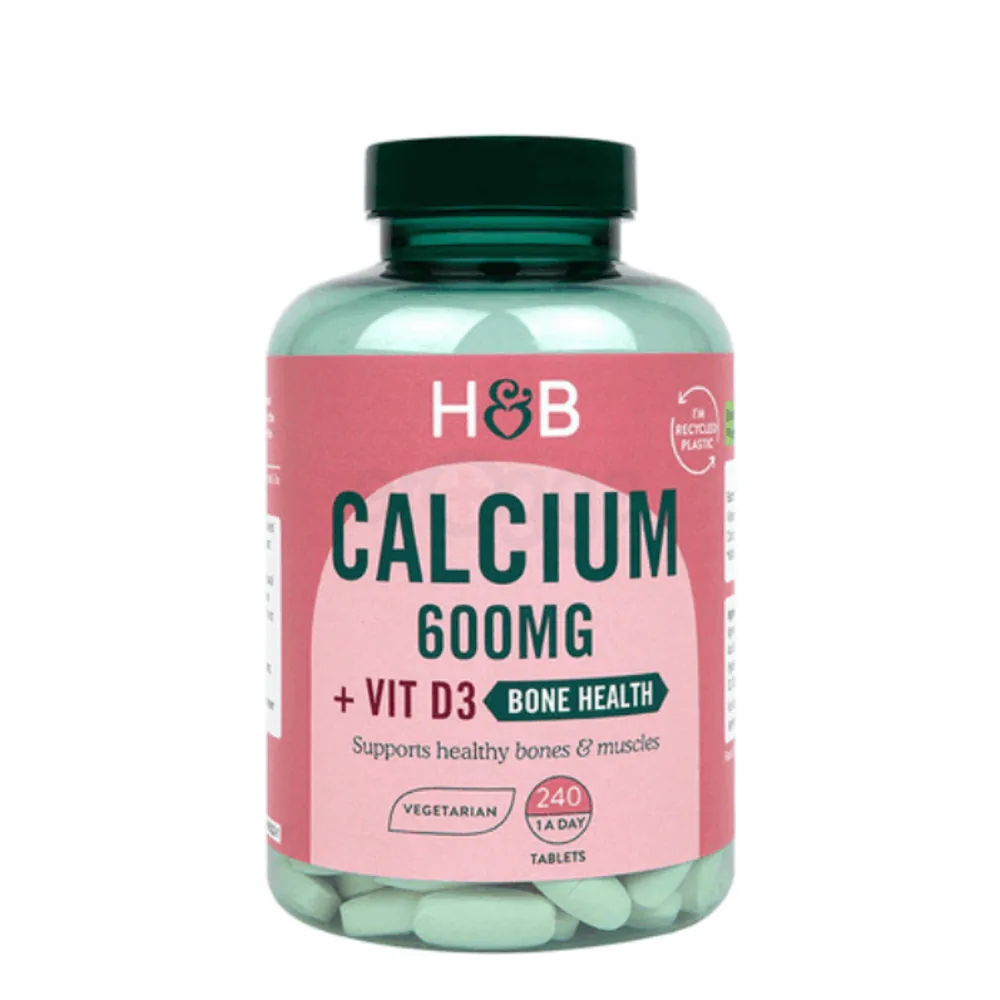 H&B
I'M
RECYCLED
PLASTIC
CALCIUM
600MG
+ VIT D3 BONE HEALTH
Supports healthy bones & muscles
VEGETARIAN
240
1 A DAY
TABLETS